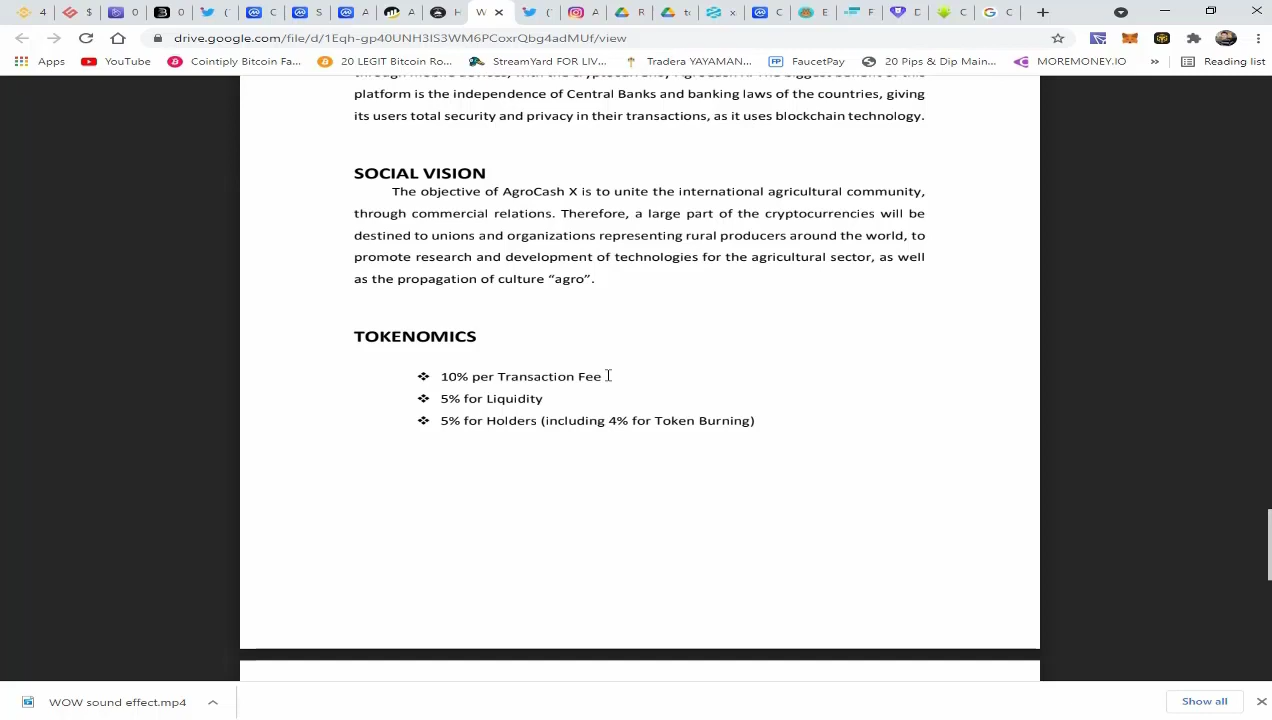 4
$
0
0
(
C
S
A
A
H
W
(
A
R
to
x
C
E
F
D
C
C
drive.google.com/file/d/1Eqh-gp40UNH3IS3WM6PCoxrQbg4adMUf/view
Apps
YouTube
Cointiply Bitcoin Fa...
20 LEGIT Bitcoin Ro...
StreamYard FOR LIV...
Tradera YAYAMAN...
FP
FaucetPay
20 Pips & Dip Main...
MOREMONEY.IO
»
Reading list
platform is the independence of Central Banks and banking laws of the countries, giving
its users total security and privacy in their transactions, as it uses blockchain technology.
SOCIAL VISION
The objective of AgroCash X is to unite the international agricultural community,
through commercial relations. Therefore, a large part of the cryptocurrencies will be
destined to unions and organizations representing rural producers around the world, to
promote research and development of technologies for the agricultural sector, as well
as the propagation of culture “agro”.
TOKENOMICS
❖ 10% per Transaction Fee
❖ 5% for Liquidity
❖ 5% for Holders (including 4% for Token Burning)
WOW sound effect.mp4
Show all